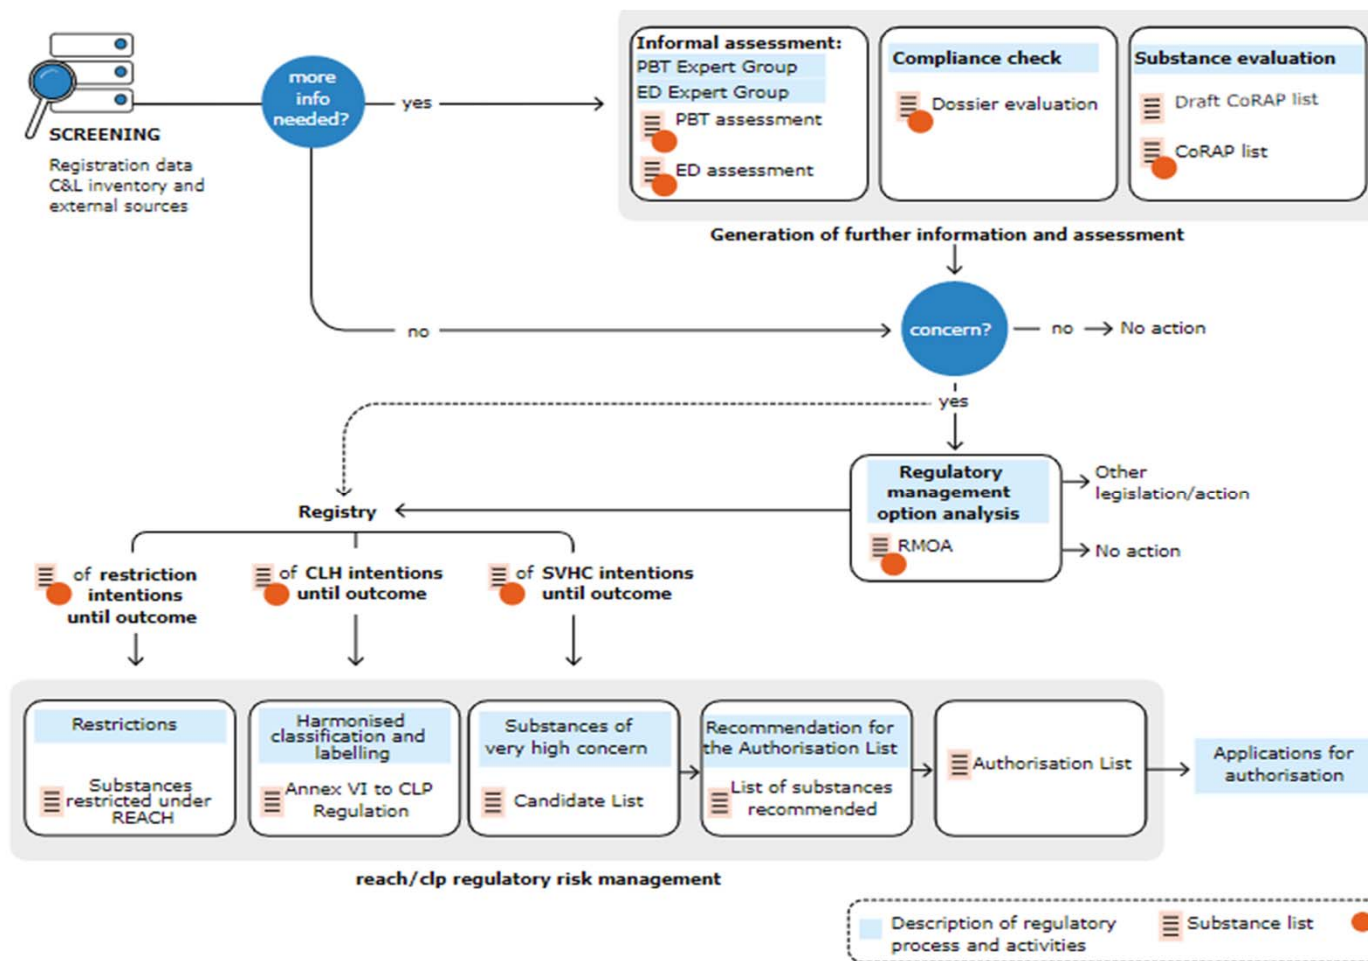 more
info
needed?
yes
SCREENING
Registration data
C&L inventory and
external sources
Informal assessment:
PBT Expert Group
ED Expert Group
PBT assessment
ED assessment
Compliance check
Dossier evaluation
Substance evaluation
Draft CoRAP list
CoRAP list
Generation of further information and assessment
no
concern?
no
No action
yes
Regulatory
management
option analysis
RMOA
Other
legislation/action
No action
Registry
of restriction
intentions
until outcome
of CLH intentions
until outcome
of SVHC intentions
until outcome
Restrictions
Substances
restricted under
REACH
Harmonised
classification and
labelling
Annex VI to CLP
Regulation
Substances of
very high concern
Candidate List
Recommendation for
the Authorisation List
List of substances
recommended
Authorisation List
Applications for
authorisation
reach/clp regulatory risk management
Description of regulatory
process and activities
Substance list